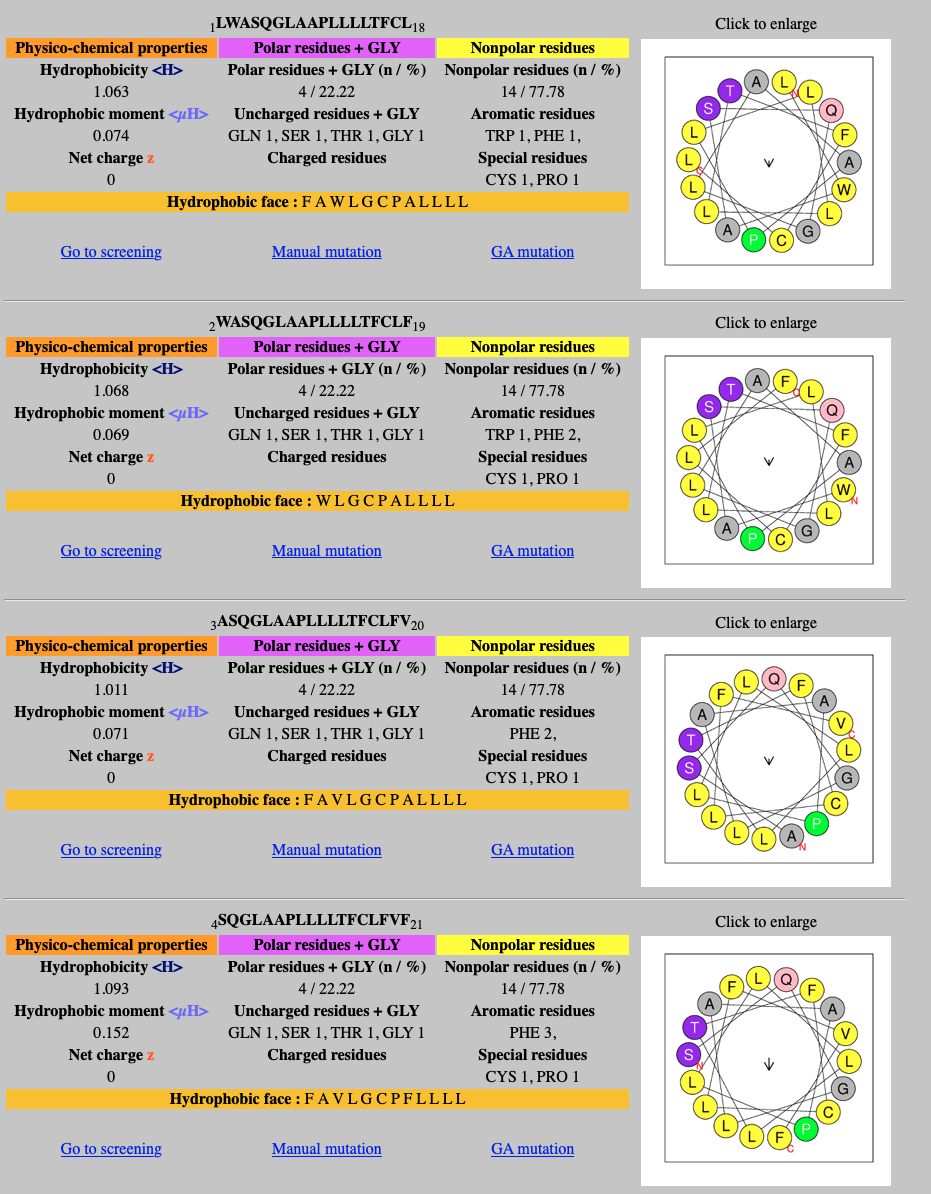 1LWASQGLAAPLLLLTFCL18 Click to enlarge
Physico-chemical properties Polar residues + GLY Nonpolar residues
Hydrophobicity <H> Polar residues + GLY (n / %) Nonpolar residues (n / %)
1.063 4 / 22.22 14 / 77.78
Hydrophobic moment <μH> Uncharged residues + GLY Aromatic residues
0.074 GLN 1, SER 1, THR 1, GLY 1 TRP 1, PHE 1,
Net charge z Charged residues Special residues
0 CYS 1, PRO 1
Hydrophobic face : F A W L G C P A L L L L
Go to screening Manual mutation GA mutation
A L L Q F A W L G C P A L L L L S T
N C
2WASQGLAAPLLLLTFCLF19 Click to enlarge
Physico-chemical properties Polar residues + GLY Nonpolar residues
Hydrophobicity <H> Polar residues + GLY (n / %) Nonpolar residues (n / %)
1.068 4 / 22.22 14 / 77.78
Hydrophobic moment <μH> Uncharged residues + GLY Aromatic residues
0.069 GLN 1, SER 1, THR 1, GLY 1 TRP 1, PHE 2,
Net charge z Charged residues Special residues
0 CYS 1, PRO 1
Hydrophobic face : W L G C P A L L L L
Go to screening Manual mutation GA mutation
A F L Q F A W L G C P A L L L L S T
C N
3ASQGLAAPLLLLTFCLFV20 Click to enlarge
Physico-chemical properties Polar residues + GLY Nonpolar residues
Hydrophobicity <H> Polar residues + GLY (n / %) Nonpolar residues (n / %)
1.011 4 / 22.22 14 / 77.78
Hydrophobic moment <μH> Uncharged residues + GLY Aromatic residues
0.071 GLN 1, SER 1, THR 1, GLY 1 PHE 2,
Net charge z Charged residues Special residues
0 CYS 1, PRO 1
Hydrophobic face : F A V L G C P A L L L L
Go to screening Manual mutation GA mutation
L Q F A V L G C P A L L L L S T A F
C N
4SQGLAAPLLLLTFCLFVF21 Click to enlarge
Physico-chemical properties Polar residues + GLY Nonpolar residues
Hydrophobicity <H> Polar residues + GLY (n / %) Nonpolar residues (n / %)
1.093 4 / 22.22 14 / 77.78
Hydrophobic moment <μH> Uncharged residues + GLY Aromatic residues
0.152 GLN 1, SER 1, THR 1, GLY 1 PHE 3,
Net charge z Charged residues Special residues
0 CYS 1, PRO 1
Hydrophobic face : F A V L G C P F L L L L
Go to screening Manual mutation GA mutation
L Q F A V L G C P F L L L L S T A F
N C